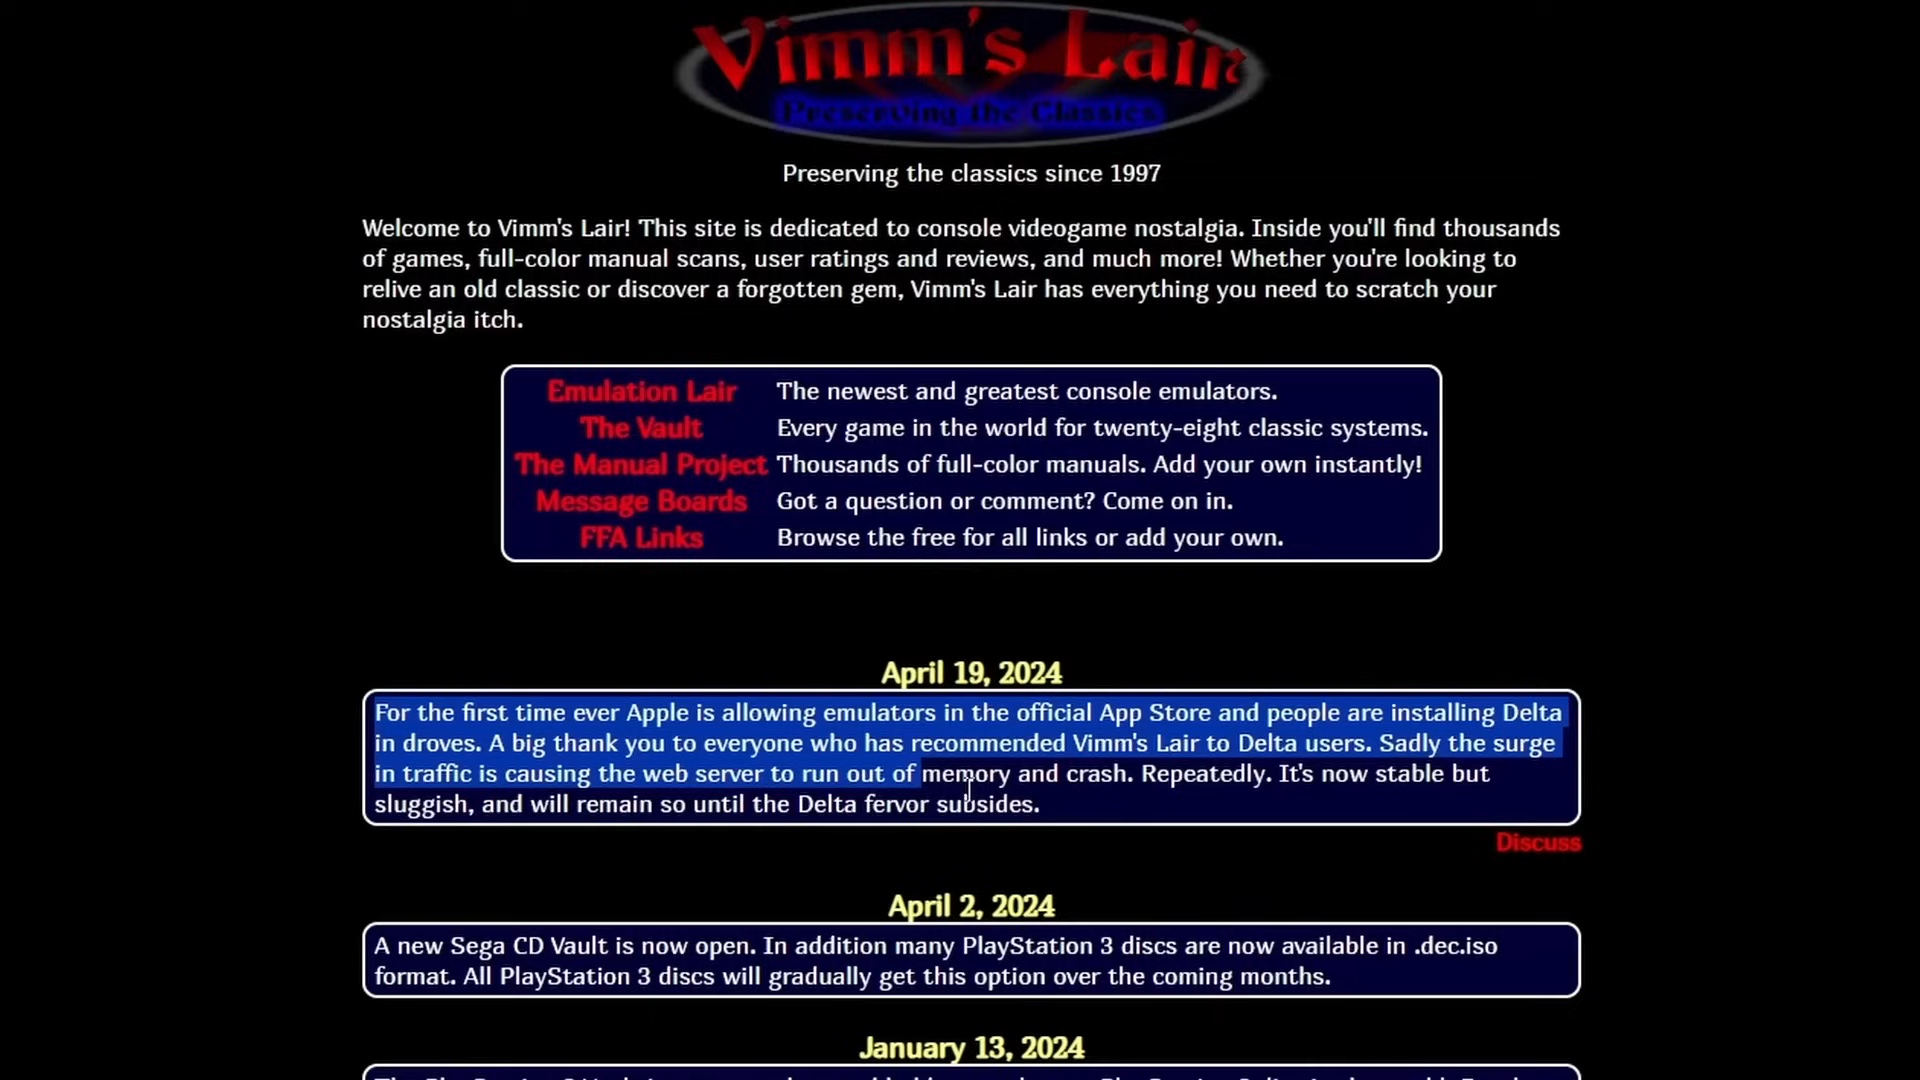 Vimm's Lair
Preserving the Classics
Preserving the classics since 1997
Welcome to Vimm's Lair! This site is dedicated to console videogame nostalgia. Inside you'll find thousands
of games, full-color manual scans, user ratings and reviews, and much more! Whether you're looking to
relive an old classic or discover a forgotten gem, Vimm's Lair has everything you need to scratch your
nostalgia itch.
Emulation Lair The newest and greatest console emulators.
The Vault Every game in the world for twenty-eight classic systems.
The Manual Project Thousands of full-color manuals. Add your own instantly!
Message Boards Got a question or comment? Come on in.
FFA Links Browse the free for all links or add your own.
April 19, 2024
For the first time ever Apple is allowing emulators in the official App Store and people are installing Delta
in droves. A big thank you to everyone who has recommended Vimm's Lair to Delta users. Sadly the surge
in traffic is causing the web server to run out of memory and crash. Repeatedly. It's now stable but
sluggish, and will remain so until the Delta fervor subsides.
Discuss
April 2, 2024
A new Sega CD Vault is now open. In addition many PlayStation 3 discs are now available in .dec.iso
format. All PlayStation 3 discs will gradually get this option over the coming months.
January 13, 2024